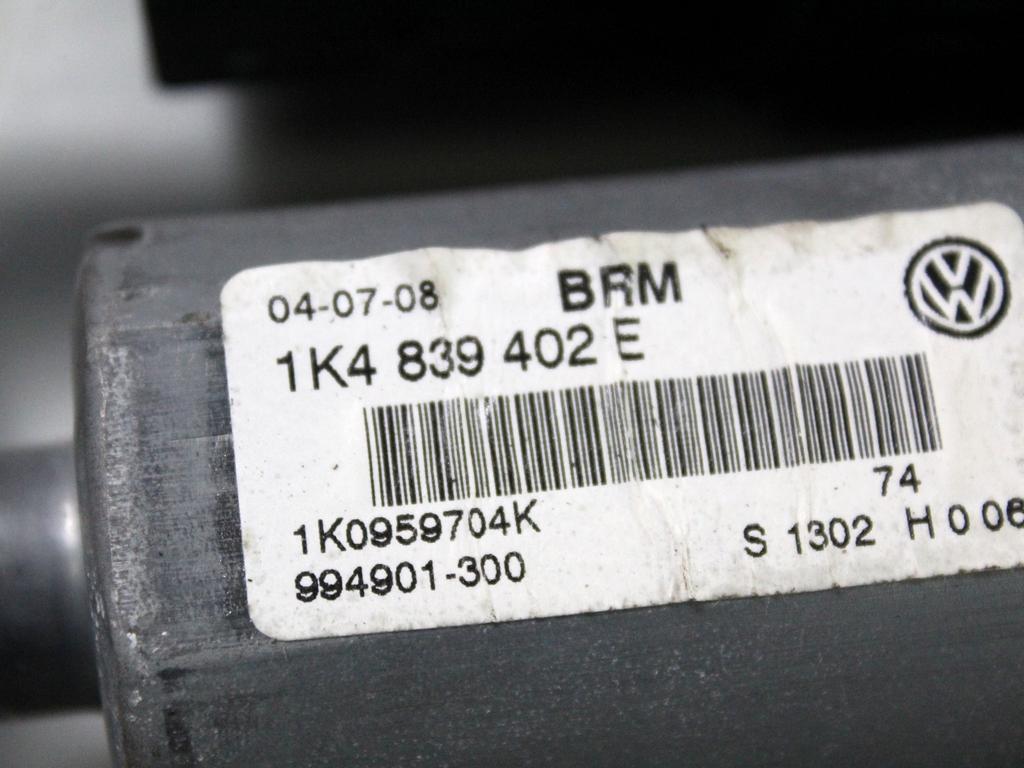 04-07-08 BRM
1K4 839 402 E
74
1K0959704K
S 1302 H 0 06
994901-300